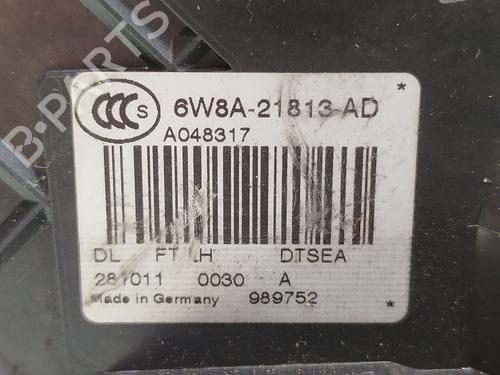 B-PARTS
CCC S 6W8A-21813-AD *
A048317
DL FT LH DTSEA
281011 0030 A
Made in Germany 989752 *